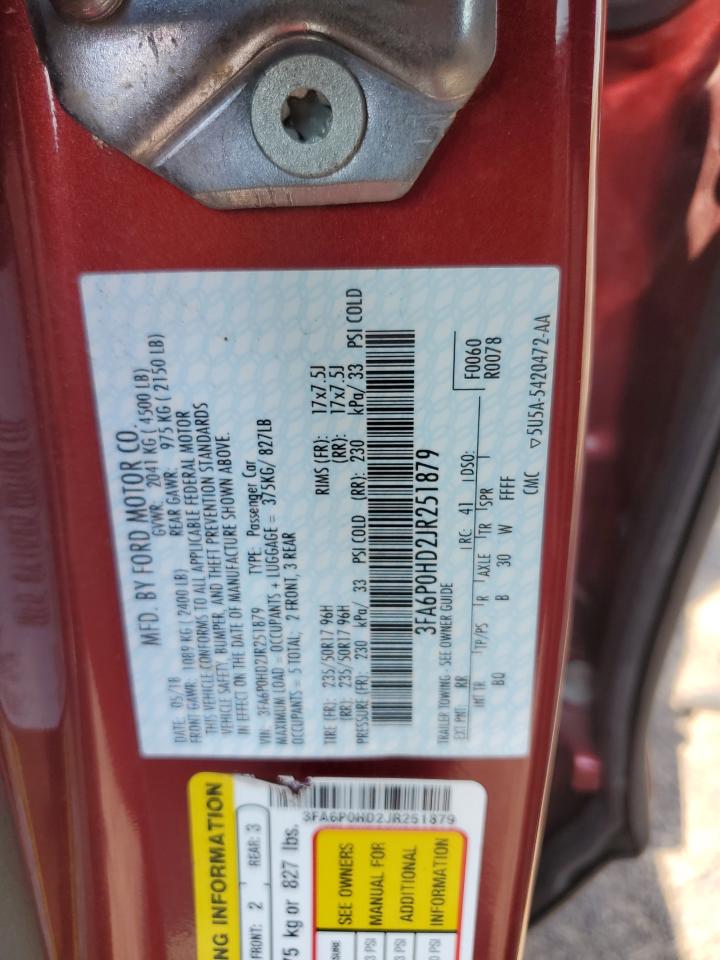 MFD. BY FORD MOTOR CO.
DATE: 05/18 GVWR: 2041 KG ( 4500 LB)
FRONT GAWR: 1089 KG ( 2400 LB) REAR GAWR: 975 KG ( 2150 LB)
THIS VEHICLE CONFORMS TO ALL APPLICABLE FEDERAL MOTOR
VEHICLE SAFETY, BUMPER, AND THEFT PREVENTION STANDARDS
IN EFFECT ON THE DATE OF MANUFACTURE SHOWN ABOVE.
VIN: 3FA6P0HD2JR251879 TYPE: Passenger Car
MAXIMUM LOAD = OCCUPANTS + LUGGAGE = 375KG/ 827LB
OCCUPANTS = 5 TOTAL, 2 FRONT, 3 REAR
TIRE (FR): 235/50R17 96H RIMS (FR): 17x7.5J
(RR): 235/50R17 96H (RR): 17x7.5J
PRESSURE (FR): 230 kPa/ 33 PSI COLD (RR): 230 kPa/ 33 PSI COLD
3FA6P0HD2JR251879
TRAILER TOWING - SEE OWNER GUIDE F0060
EXT PNT: RR RC: 41 DSO: R0078
INT TR TP/PS R AXLE TR SPR
BQ B 30 W FFFF
CMC ▽5U5A-5420472-AA
NG INFORMATION
FRONT: 2 REAR: 3
75 kg or 827 lbs.
3FA6P0HD2JR251879
SEE OWNERS
MANUAL FOR
ADDITIONAL
INFORMATION
3 PSI
3 PSI
0 PSI